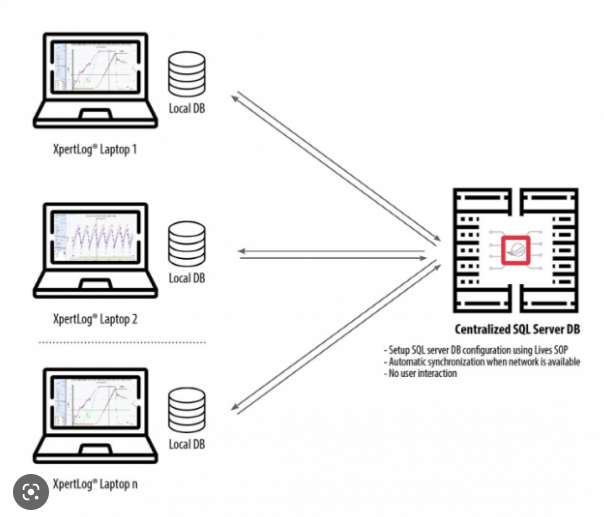 Local DB
XpertLog® Laptop 1
Local DB
XpertLog® Laptop 2
Local DB
XpertLog® Laptop n
Centralized SQL Server DB
- Setup SQL server DB configuration using Lives SOP
- Automatic synchronization when network is available
- No user interaction